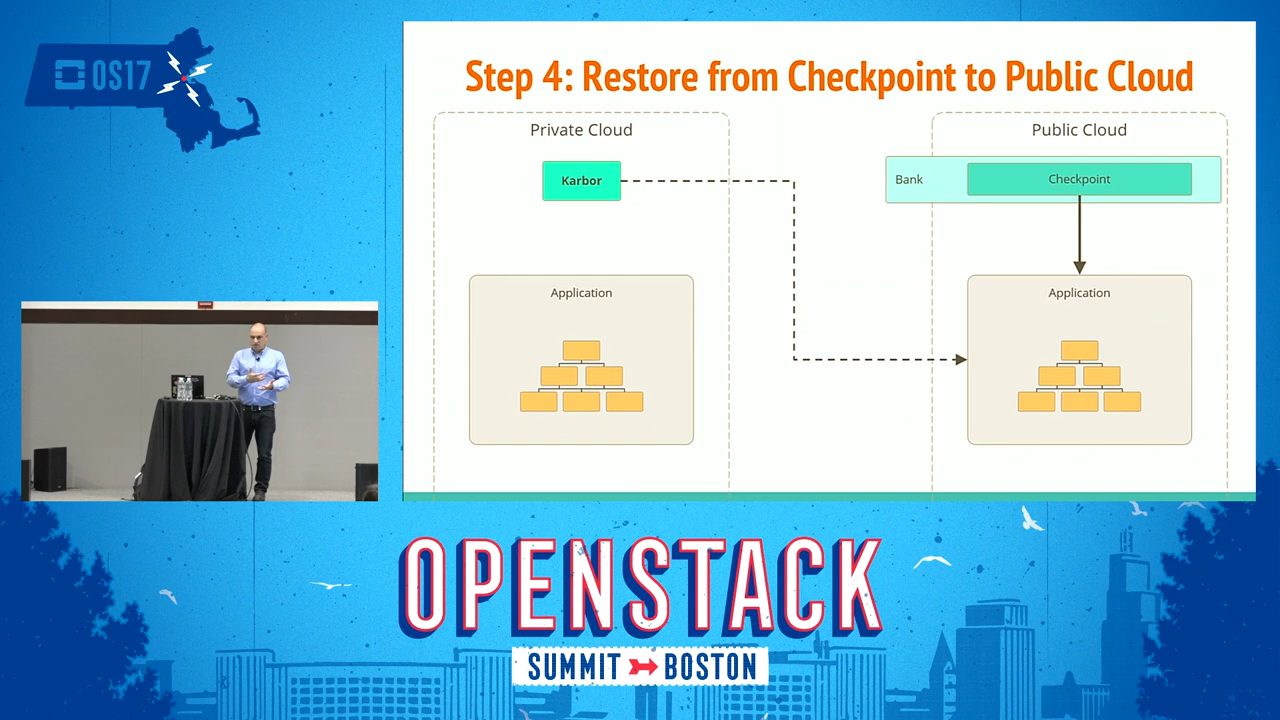 OS17
Step 4: Restore from Checkpoint to Public Cloud
Private Cloud
Public Cloud
Karbor
Bank
Checkpoint
Application
Application
OPENSTACK
SUMMIT BOSTON